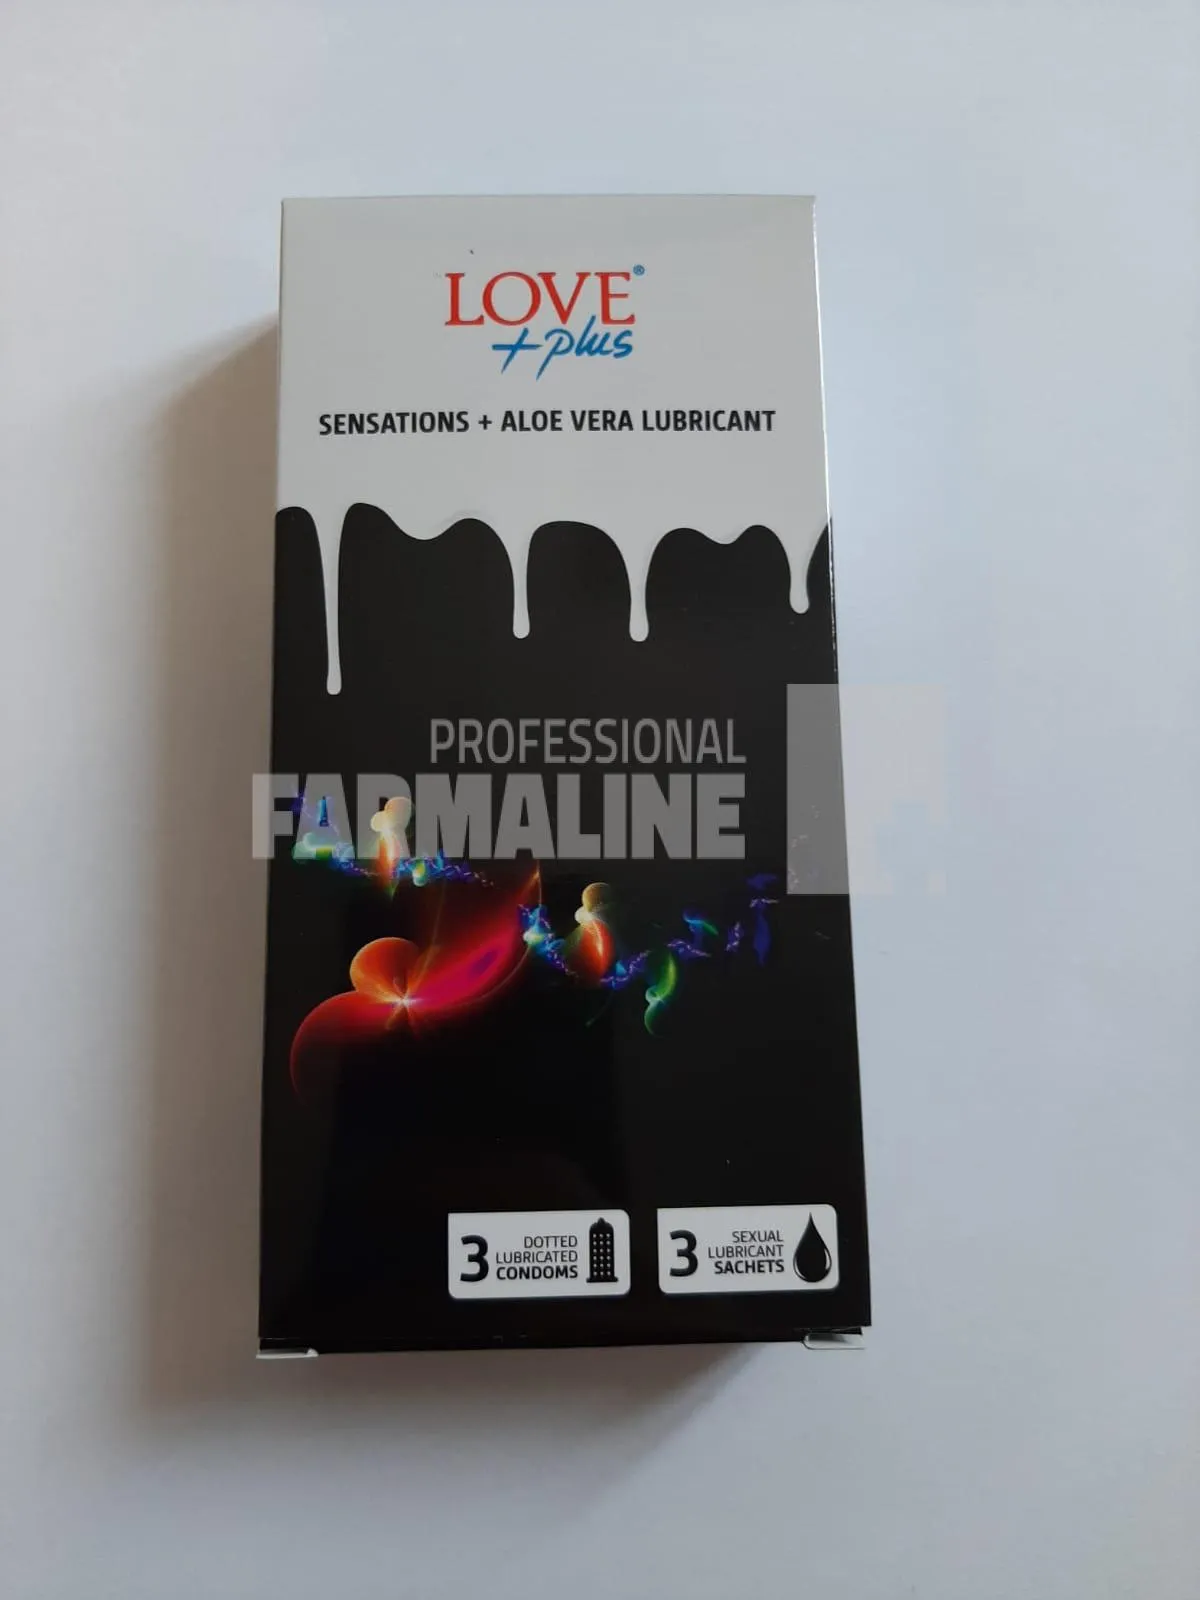 LOVE®
+plus
SENSATIONS + ALOE VERA LUBRICANT
PROFESSIONAL
FARMALINE
3 DOTTED
LUBRICATED
CONDOMS
3 SEXUAL
LUBRICANT
SACHETS